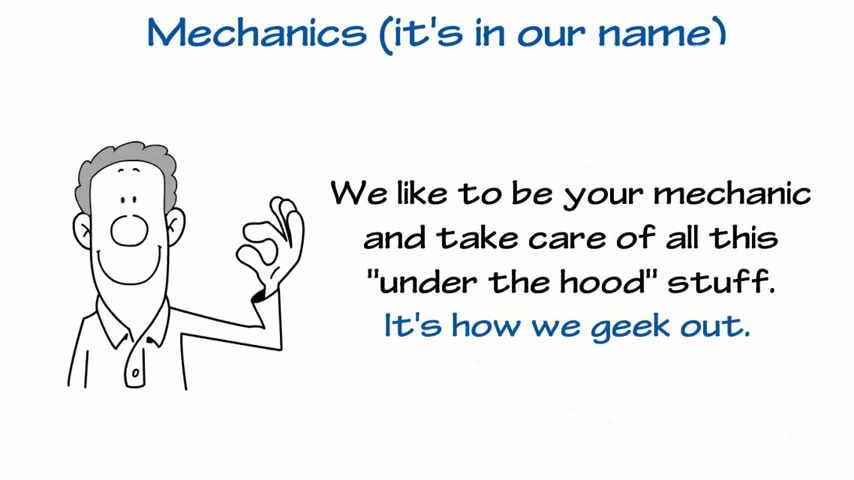 Mechanics (it's in our name)
We like to be your mechanic
and take care of all this
"under the hood" stuff.
It's how we geek out.